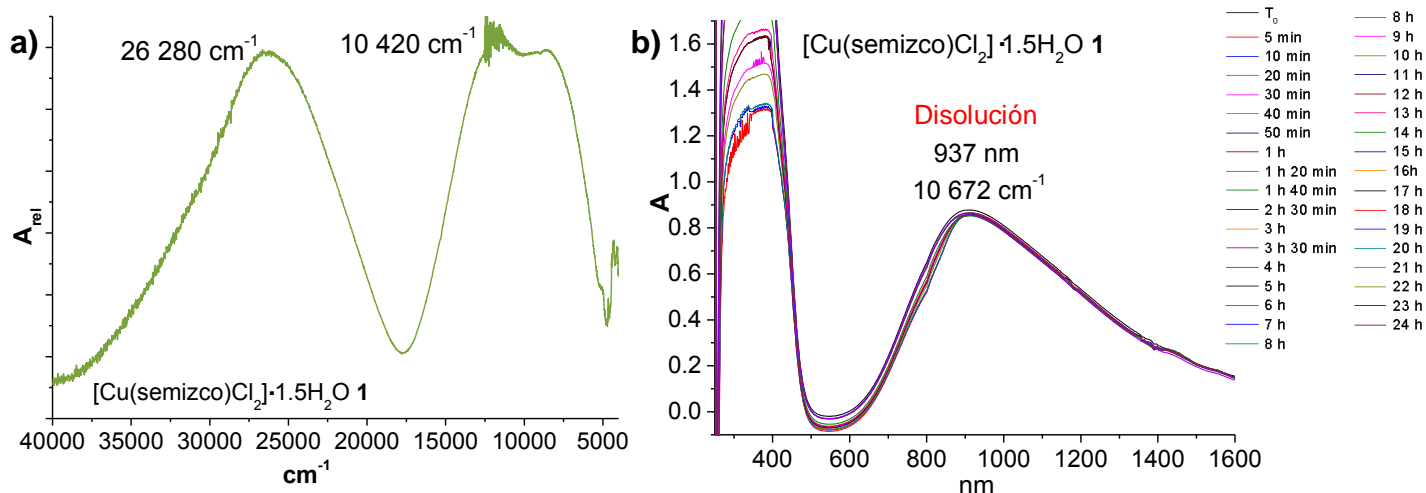 a)
26 280 cm⁻¹
10 420 cm⁻¹
A_rel
[Cu(semizco)Cl₂]·1.5H₂O 1
40000 35000 30000 25000 20000 15000 10000 5000
cm⁻¹
b)
[Cu(semizco)Cl₂]·1.5H₂O 1
Disolución
937 nm
10 672 cm⁻¹
A
1.6
1.4
1.2
1.0
0.8
0.6
0.4
0.2
0.0
400 600 800 1000 1200 1400 1600
nm
T₀
5 min
10 min
20 min
30 min
40 min
50 min
1 h
1 h 20 min
1 h 40 min
2 h 30 min
3 h
3 h 30 min
4 h
5 h
6 h
7 h
8 h
8 h
9 h
10 h
11 h
12 h
13 h
14 h
15 h
16h
17 h
18 h
19 h
20 h
21 h
22 h
23 h
24 h